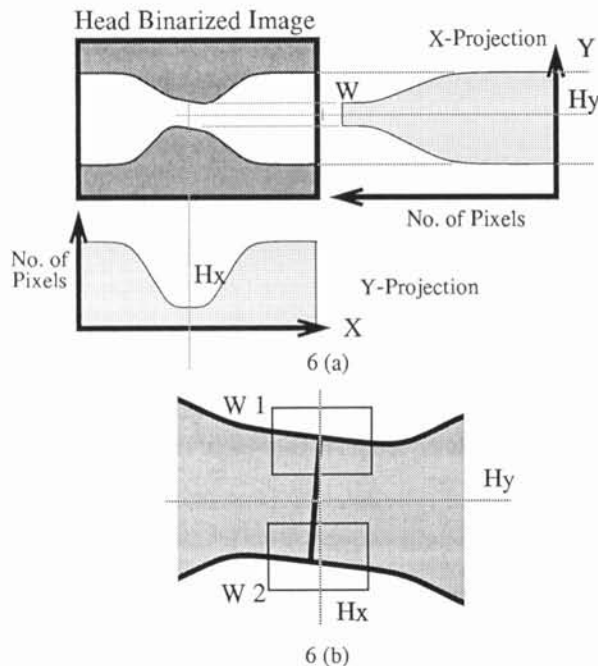 Head Binarized Image
X-Projection
Y
W
Hy
No. of Pixels
No. of
Pixels
Hx
Y-Projection
X
6 (a)
W 1
Hy
W 2
Hx
6 (b)